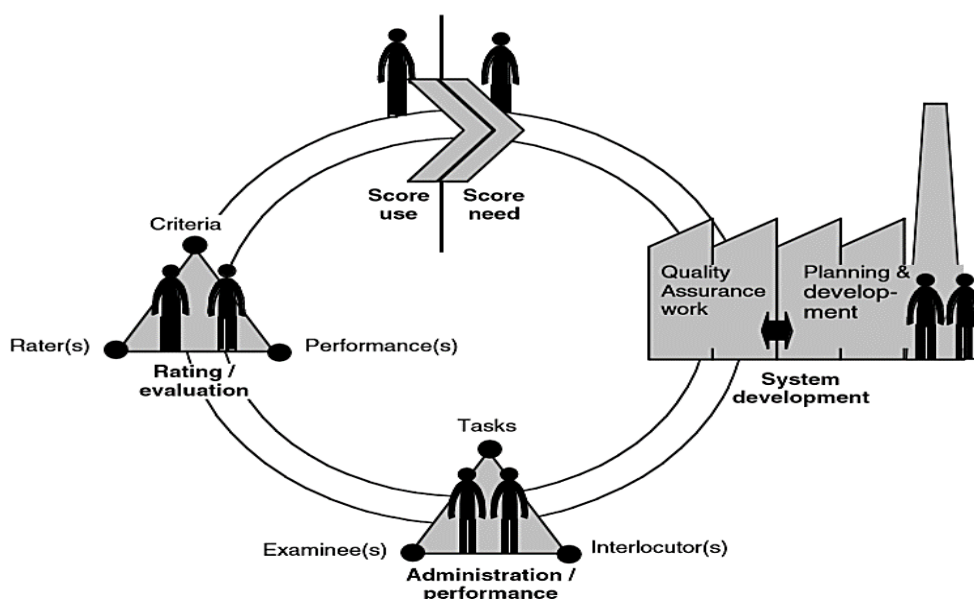 Score
use
Score
need
Criteria
Rater(s)
Performance(s)
Rating /
evaluation
Quality
Assurance
work
Planning &
develop-
ment
System
development
Tasks
Examinee(s)
Interlocutor(s)
Administration /
performance